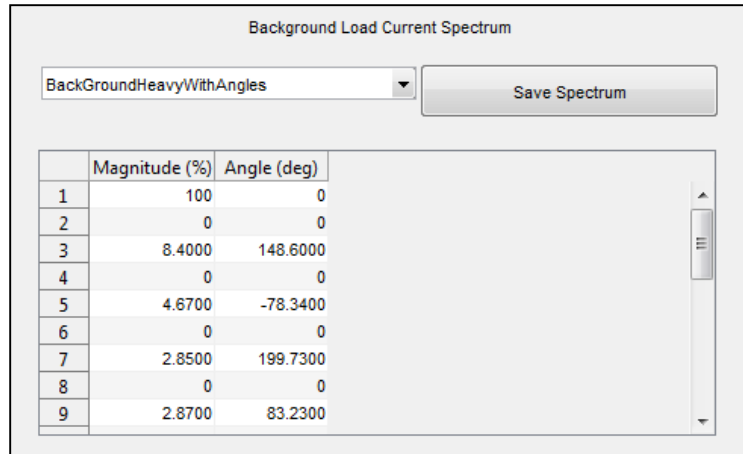 Background Load Current Spectrum
BackGroundHeavyWithAngles
Save Spectrum
Magnitude (%) Angle (deg)
1 100 0
2 0 0
3 8.4000 148.6000
4 0 0
5 4.6700 -78.3400
6 0 0
7 2.8500 199.7300
8 0 0
9 2.8700 83.2300